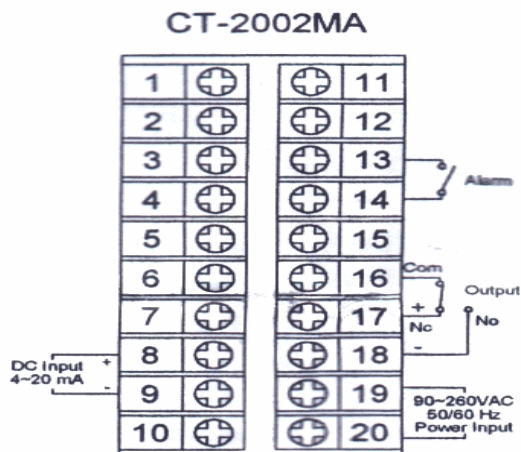 CT-2002MA
1 11
2 12
3 13
4 14
Alarm
5 15
6 16
Com
7 17
+
Nc
Output
No
8 18
-
DC Input
4~20 mA
+
-
9 19
10 20
90~260VAC
50/60 Hz
Power Input